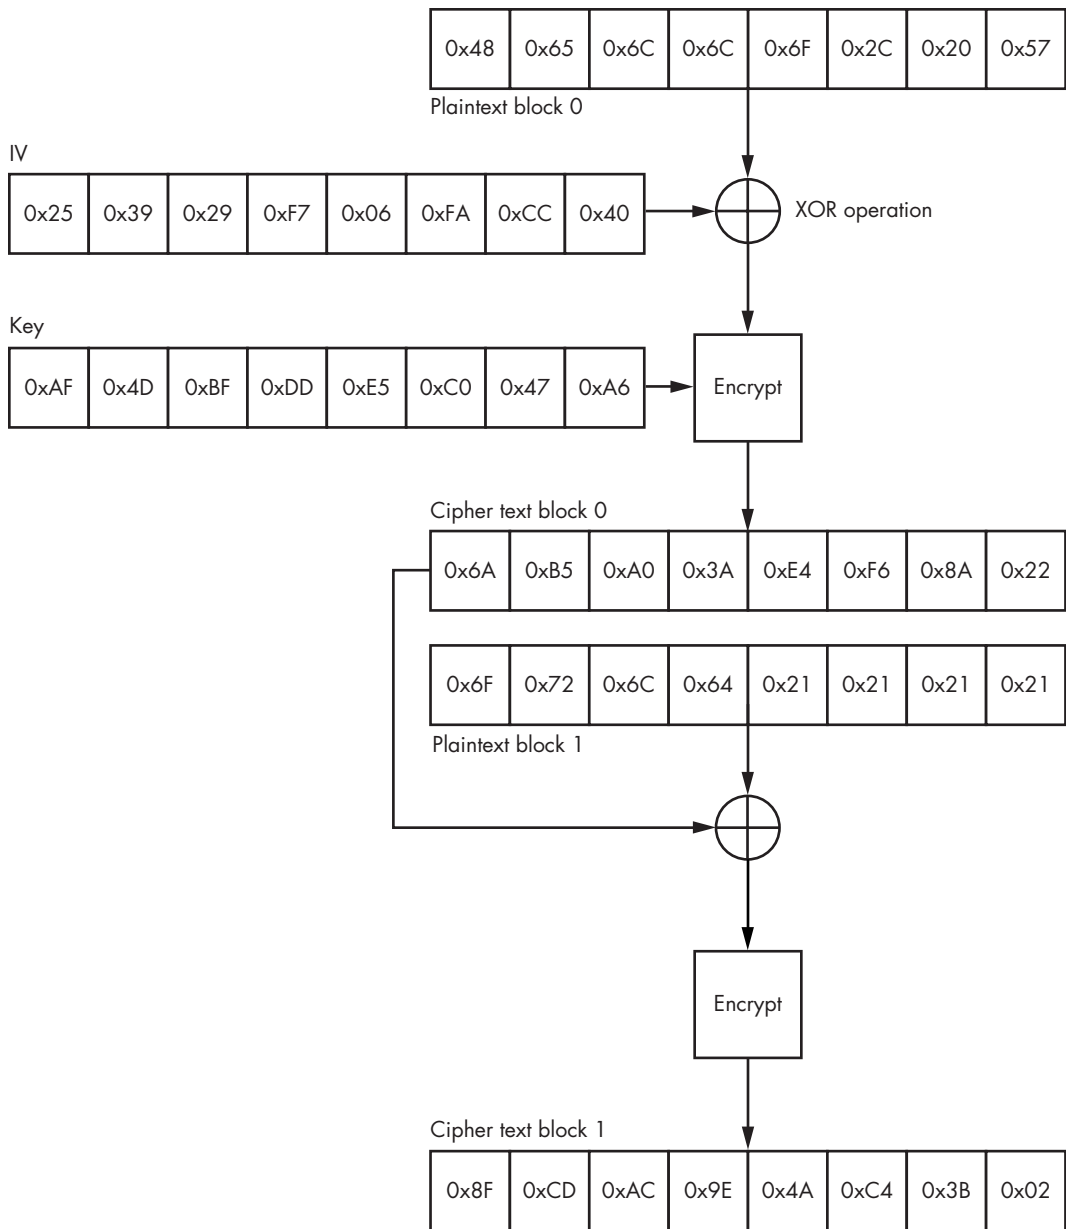 0x48 0x65 0x6C 0x6C 0x6F 0x2C 0x20 0x57
Plaintext block 0
IV
0x25 0x39 0x29 0xF7 0x06 0xFA 0xCC 0x40
XOR operation
Key
0xAF 0x4D 0xBF 0xDD 0xE5 0xC0 0x47 0xA6
Encrypt
Cipher text block 0
0x6A 0xB5 0xA0 0x3A 0xE4 0xF6 0x8A 0x22
0x6F 0x72 0x6C 0x64 0x21 0x21 0x21 0x21
Plaintext block 1
Encrypt
Cipher text block 1
0x8F 0xCD 0xAC 0x9E 0x4A 0xC4 0x3B 0x02